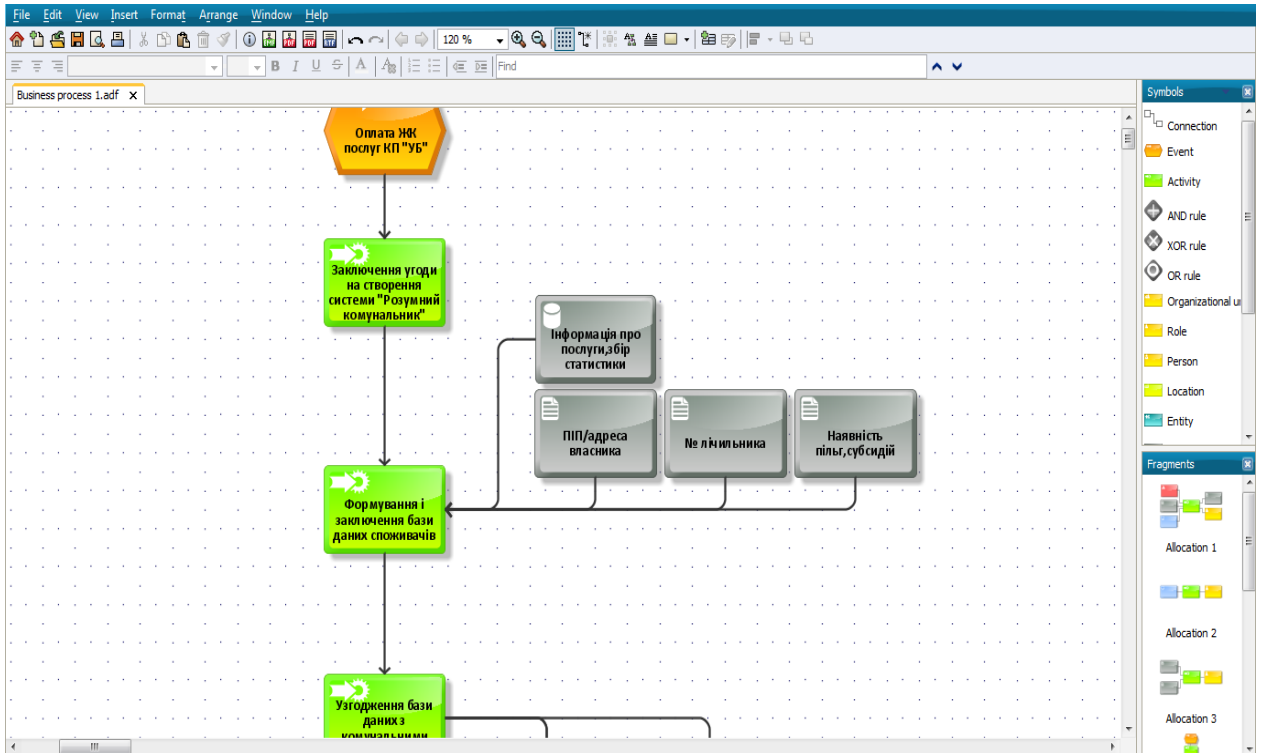 File Edit View Insert Format Arrange Window Help
120 %
B I U S A
Find
Business process 1.adf x
Оплата ЖК
послуг КП "УБ"
Заключення угоди
на створення
системи "Розумний
комунальник"
Інформація про
послуги,збір
статистики
ПІП/адреса
власника
№ лічильника
Наявність
пільг,субсидій
Формування і
заключення бази
даних споживачів
Узгодження бази
даних з
комунальними
Symbols
Connection
Event
Activity
AND rule
XOR rule
OR rule
Organizational u
Role
Person
Location
Entity
Fragments
Allocation 1
Allocation 2
Allocation 3